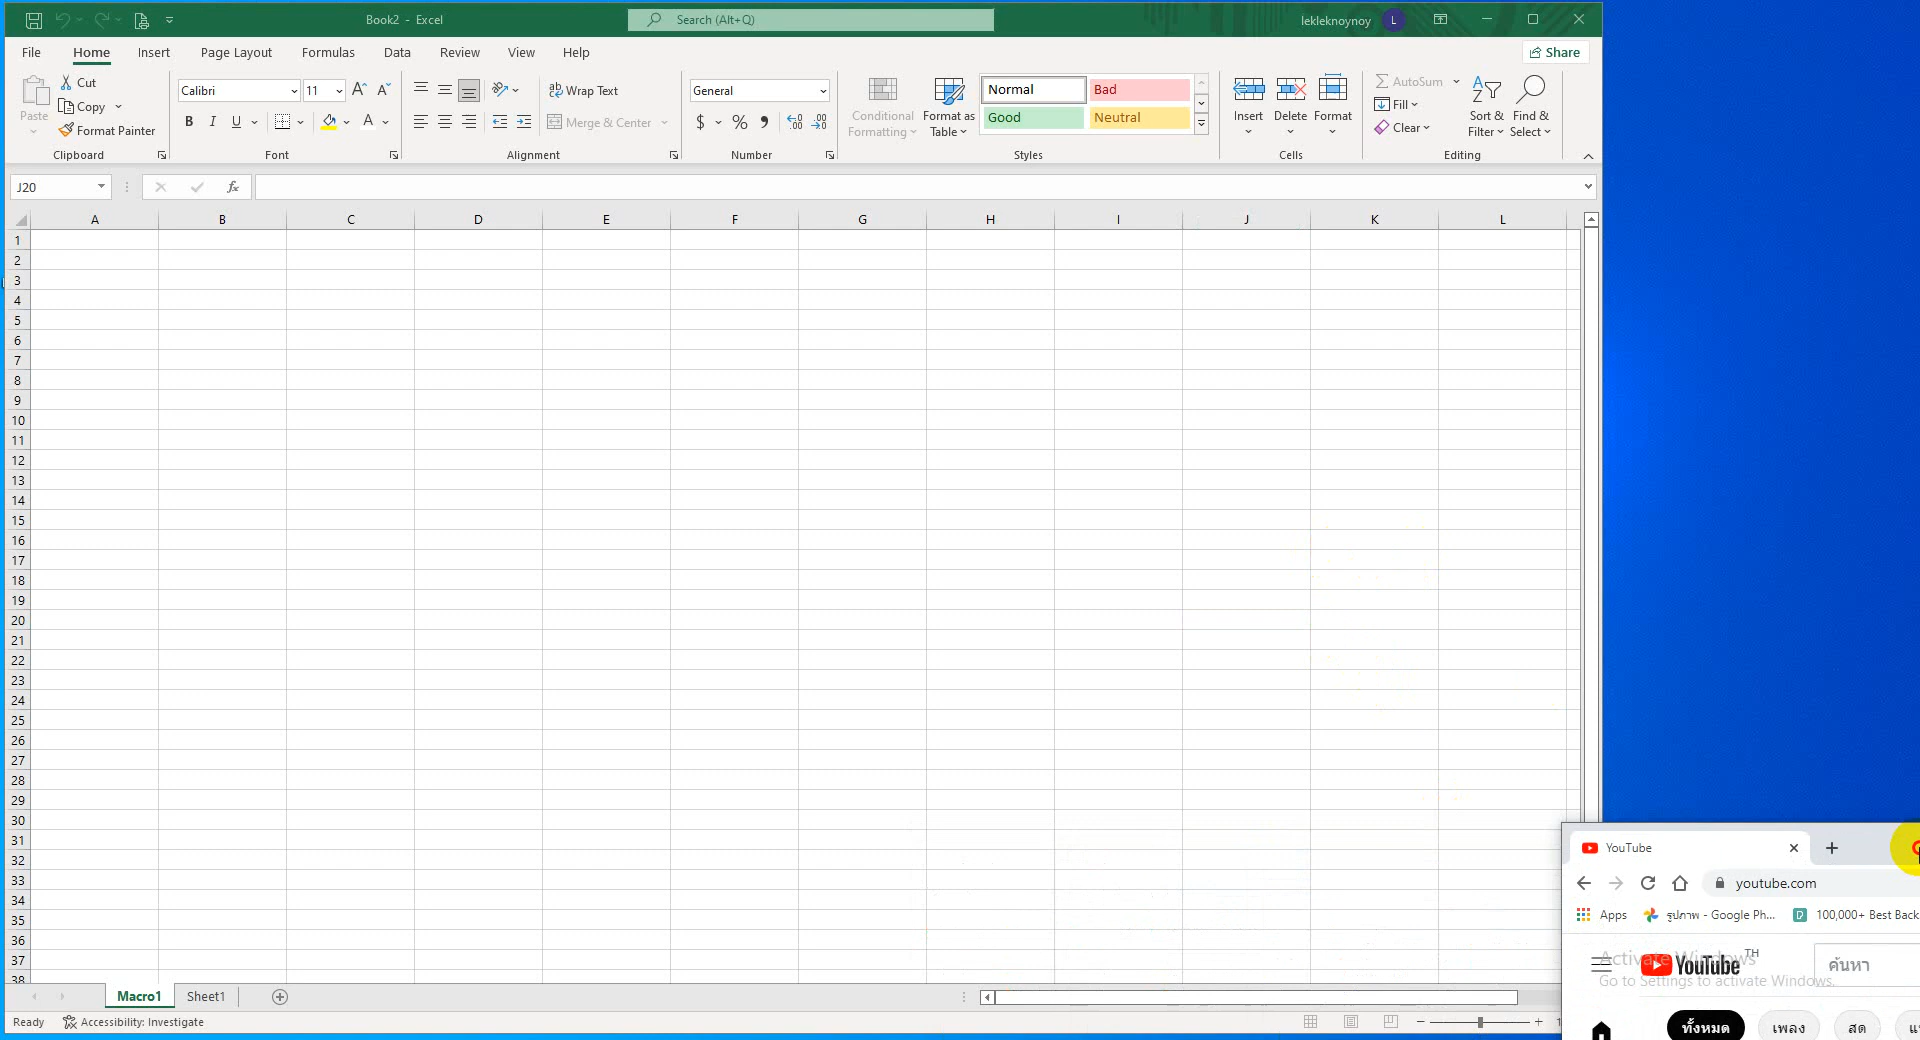 Book2 - Excel
Search (Alt+Q)
lekleknoynoy
L
File Home Insert Page Layout Formulas Data Review View Help
Share
Paste
Cut
Copy
Format Painter
Clipboard
Calibri
11
B I U
Font
Wrap Text
Merge & Center
Alignment
General
$ % ,
Number
Conditional Formatting
Format as Table
Normal Bad
Good Neutral
Styles
Insert Delete Format
Cells
AutoSum
Fill
Clear
Sort & Filter
Find & Select
Editing
J20
fx
A B C D E F G H I J K L
1
2
3
4
5
6
7
8
9
10
11
12
13
14
15
16
17
18
19
20
21
22
23
24
25
26
27
28
29
30
31
32
33
34
35
36
37
38
Macro1 Sheet1
Ready Accessibility: Investigate
YouTube
youtube.com
Apps รูปภาพ - Google Ph... 100,000+ Best Back
YouTube TH
ค้นหา
Activate Windows
Go to Settings to activate Windows.
ทั้งหมด เพลง สด